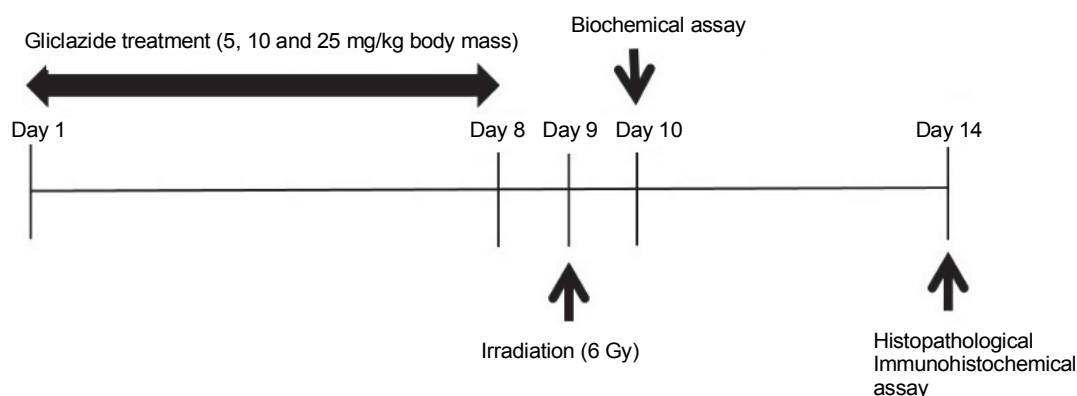 Biochemical assay
Gliclazide treatment (5, 10 and 25 mg/kg body mass)
Day 1
Day 8
Day 9
Day 10
Day 14
Irradiation (6 Gy)
Histopathological
Immunohistochemical
assay